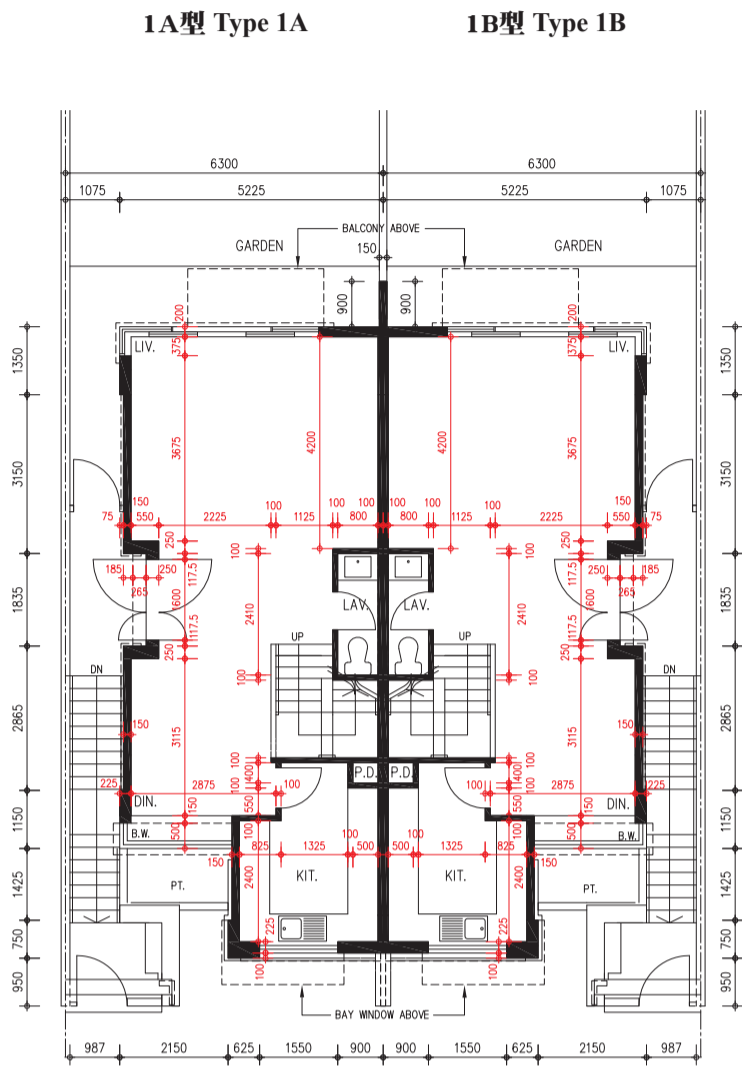 1A型 Type 1A 1B型 Type 1B
6300 6300
1075 5225 5225 1075
BALCONY ABOVE
GARDEN 150 GARDEN
900 900
200 200
375 375
LIV. LIV.
1350 1350
3675 4200 4200 3675
3150 3150
150 100 100 100 100 100 100 150
75 550 2225 1125 800 800 1125 2225 550 75
250 100 100 250
185 250 117.5 117.5 250 185
265 265
1835 1600 2410 LAV. LAV. 2410 1600 1835
117.5 117.5
250 UP UP 250
DN 100 100 DN
2865 150 3115 3115 150 2865
100 100
400 P.D. P.D. 400
225 2875 100 100 2875 225
DIN. 150 550 550 150 DIN.
1150 B.W. 500 100 100 100 100 500 B.W. 1150
150 825 1325 500 500 1325 825 150
1425 PT. 2400 KIT. KIT. 2400 PT. 1425
750 225 225 750
950 100 100 950
BAY WINDOW ABOVE
987 2150 625 1550 900 900 1550 625 2150 987